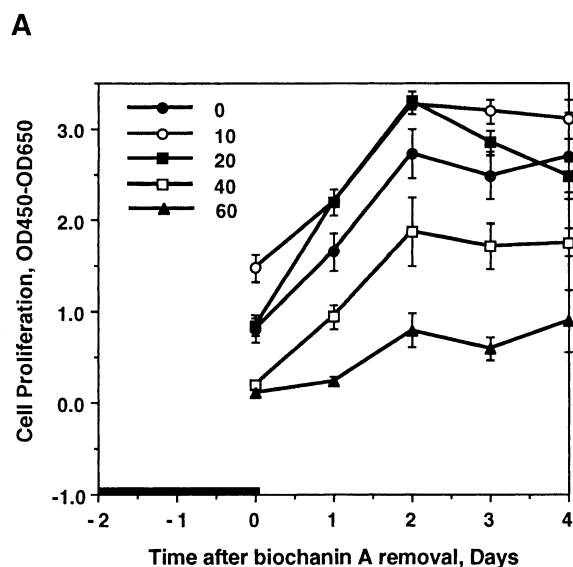 A
0
10
20
40
60
3.0
2.0
1.0
0.0
-1.0
-2 -1 0 1 2 3 4
Cell Proliferation, OD450-OD650
Time after biochanin A removal, Days